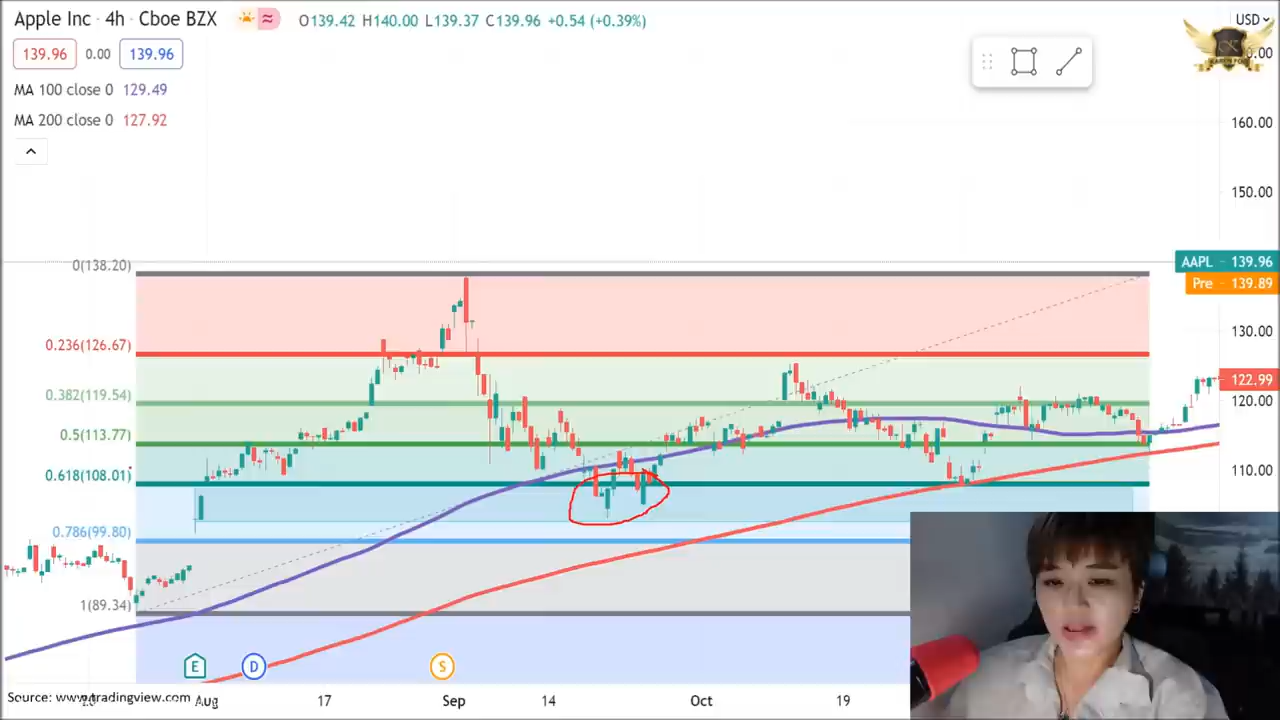 Apple Inc · 4h · Cboe BZX O139.42 H140.00 L139.37 C139.96 +0.54 (+0.39%)
USD
139.96 0.00 139.96
MA 100 close 0 129.49
MA 200 close 0 127.92
160.00
150.00
0(138.20)
AAPL 139.96
Pre 139.89
130.00
0.236(126.67)
122.99
0.382(119.54)
120.00
0.5(113.77)
0.618(108.01)
110.00
0.786(99.80)
1(89.34)
E D S
Source: www.tradingview.com
20 Aug 17 Sep 14 Oct 19